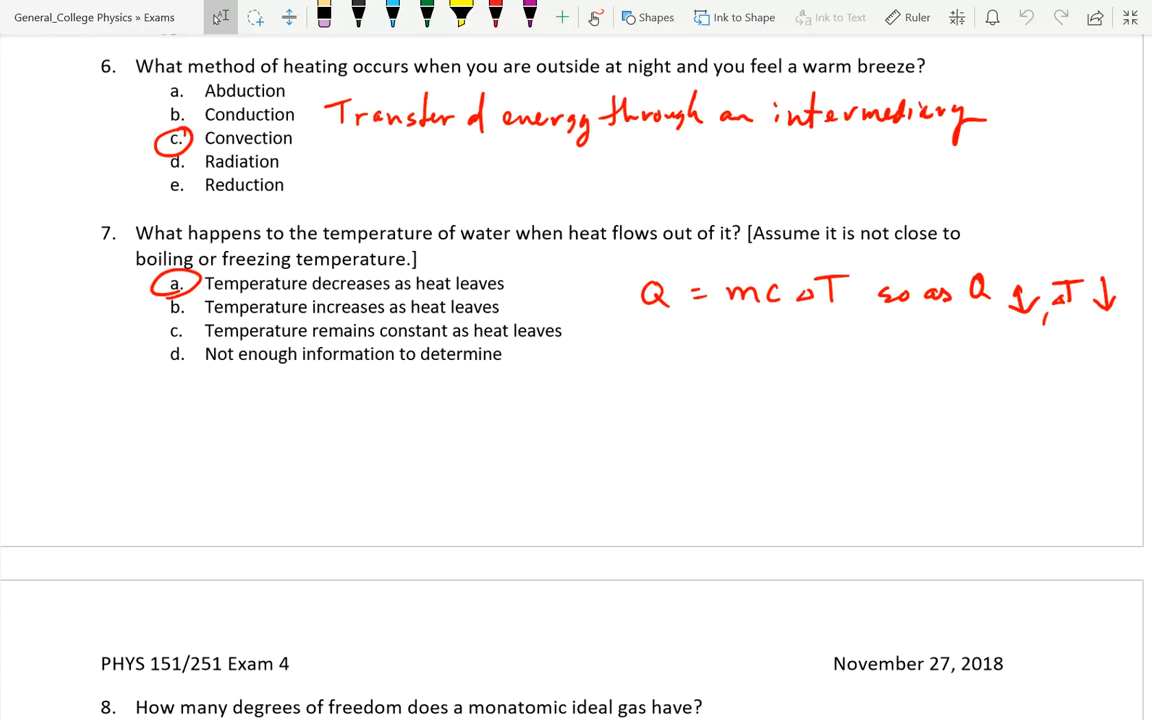 General_College Physics » Exams
Shapes
Ink to Shape
Ink to Text
Ruler
6. What method of heating occurs when you are outside at night and you feel a warm breeze?
a. Abduction
b. Conduction
Transfer of energy through an intermediary
c. Convection
d. Radiation
e. Reduction
7. What happens to the temperature of water when heat flows out of it? [Assume it is not close to
boiling or freezing temperature.]
a. Temperature decreases as heat leaves
Q = mc ΔT so as Q ↓, ΔT ↓
b. Temperature increases as heat leaves
c. Temperature remains constant as heat leaves
d. Not enough information to determine
PHYS 151/251 Exam 4
November 27, 2018
8. How many degrees of freedom does a monatomic ideal gas have?